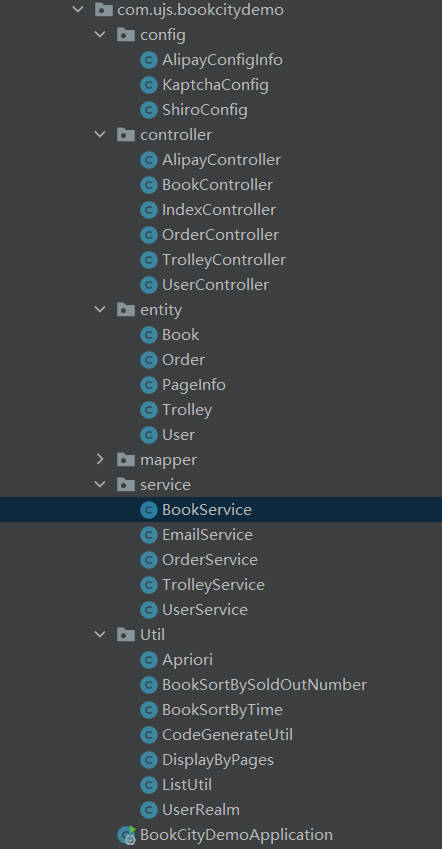 com.ujs.bookcitydemo
config
AlipayConfigInfo
KaptchaConfig
ShiroConfig
controller
AlipayController
BookController
IndexController
OrderController
TrolleyController
UserController
entity
Book
Order
PageInfo
Trolley
User
mapper
service
BookService
EmailService
OrderService
TrolleyService
UserService
Util
Apriori
BookSortBySoldOutNumber
BookSortByTime
CodeGenerateUtil
DisplayByPages
ListUtil
UserRealm
BookCityDemoApplication